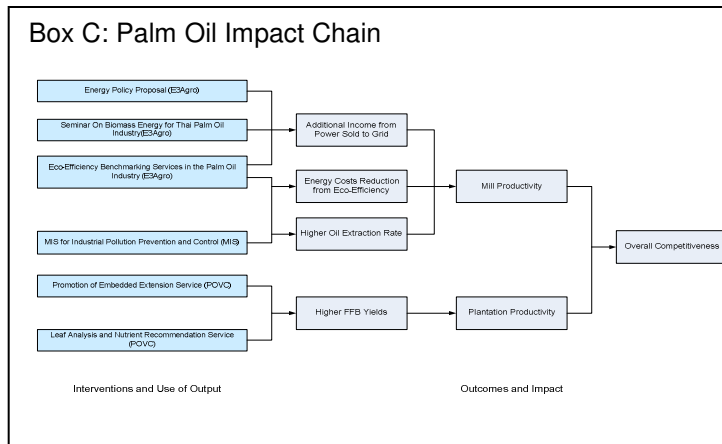 Box C: Palm Oil Impact Chain
Energy Policy Proposal (E3Agro)
Seminar On Biomass Energy for Thai Palm Oil
Industry(E3Agro)
Eco-Efficiency Benchmarking Services in the Palm Oil
Industry (E3Agro)
MIS for Industrial Pollution Prevention and Control (MIS)
Promotion of Embedded Extension Service (POVC)
Leaf Analysis and Nutrient Recommendation Service
(POVC)
Additional Income from
Power Sold to Grid
Energy Costs Reduction
from Eco-Efficiency
Higher Oil Extraction Rate
Higher FFB Yields
Mill Productivity
Plantation Productivity
Overall Competitiveness
Interventions and Use of Output
Outcomes and Impact